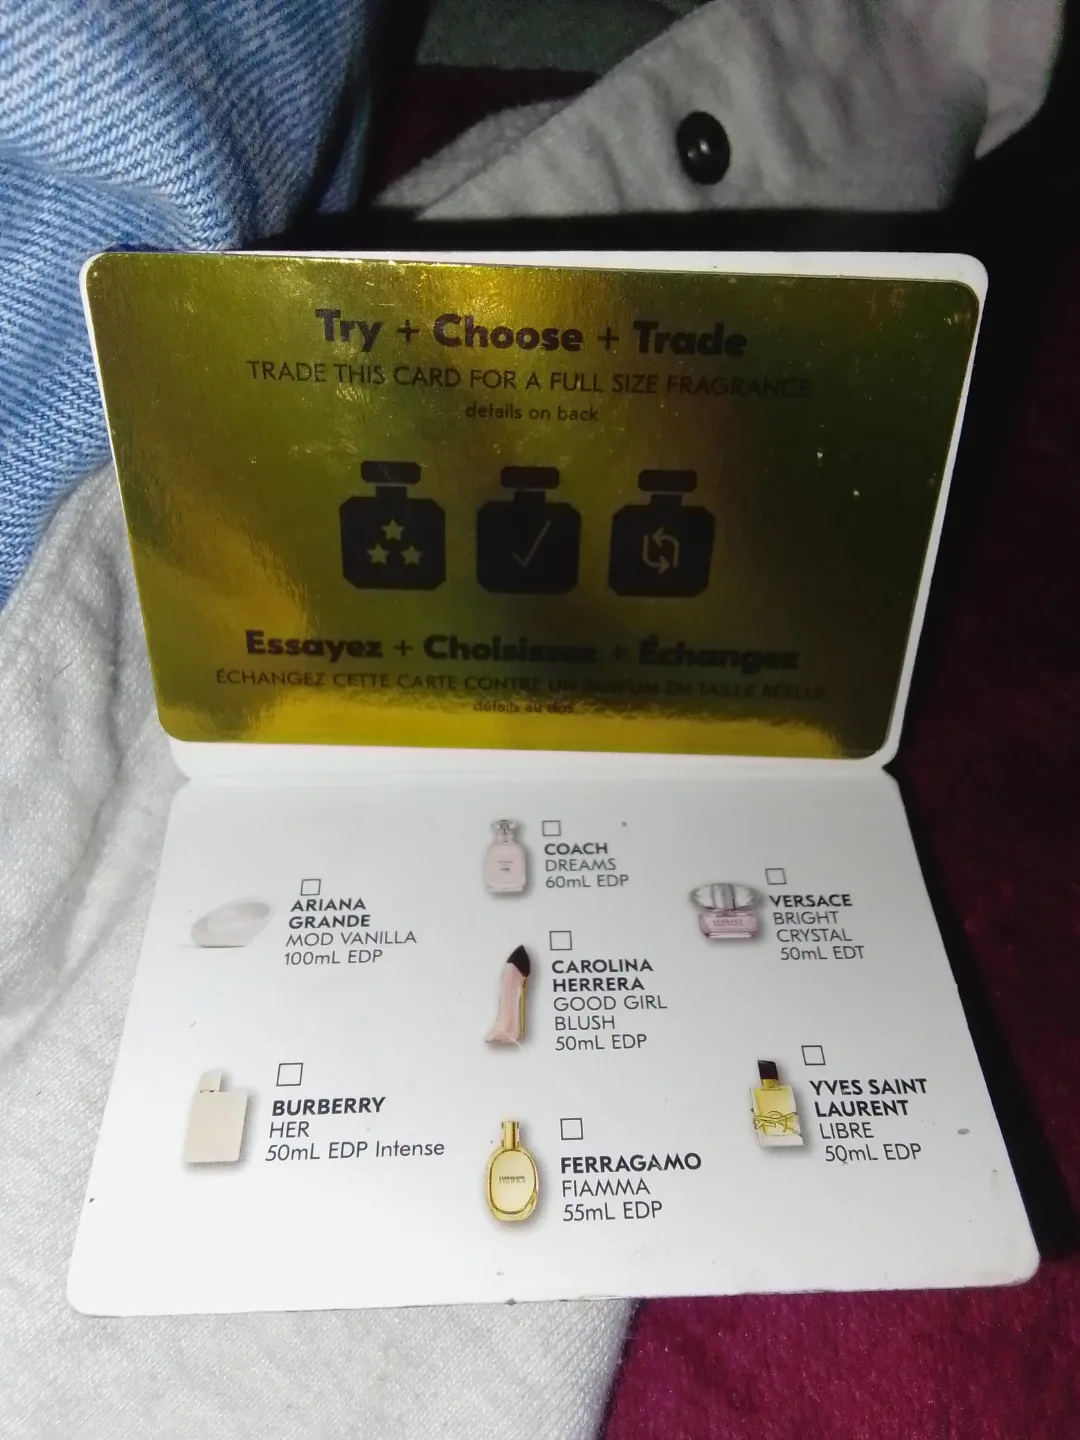 Try + Choose + Trade
TRADE THIS CARD FOR A FULL SIZE FRAGRANCE
details on back
Essayez + Choisissez + Échangez
ÉCHANGEZ CETTE CARTE CONTRE UN PARFUM EN TAILLE RÉELLE
détails au dos
COACH
DREAMS
60mL EDP
ARIANA
GRANDE
MOD VANILLA
100mL EDP
VERSACE
BRIGHT
CRYSTAL
50mL EDT
CAROLINA
HERRERA
GOOD GIRL
BLUSH
50mL EDP
BURBERRY
HER
50mL EDP Intense
YVES SAINT
LAURENT
LIBRE
50mL EDP
FERRAGAMO
FIAMMA
55mL EDP